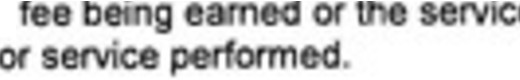 fee being earned or the servic
or service performed.